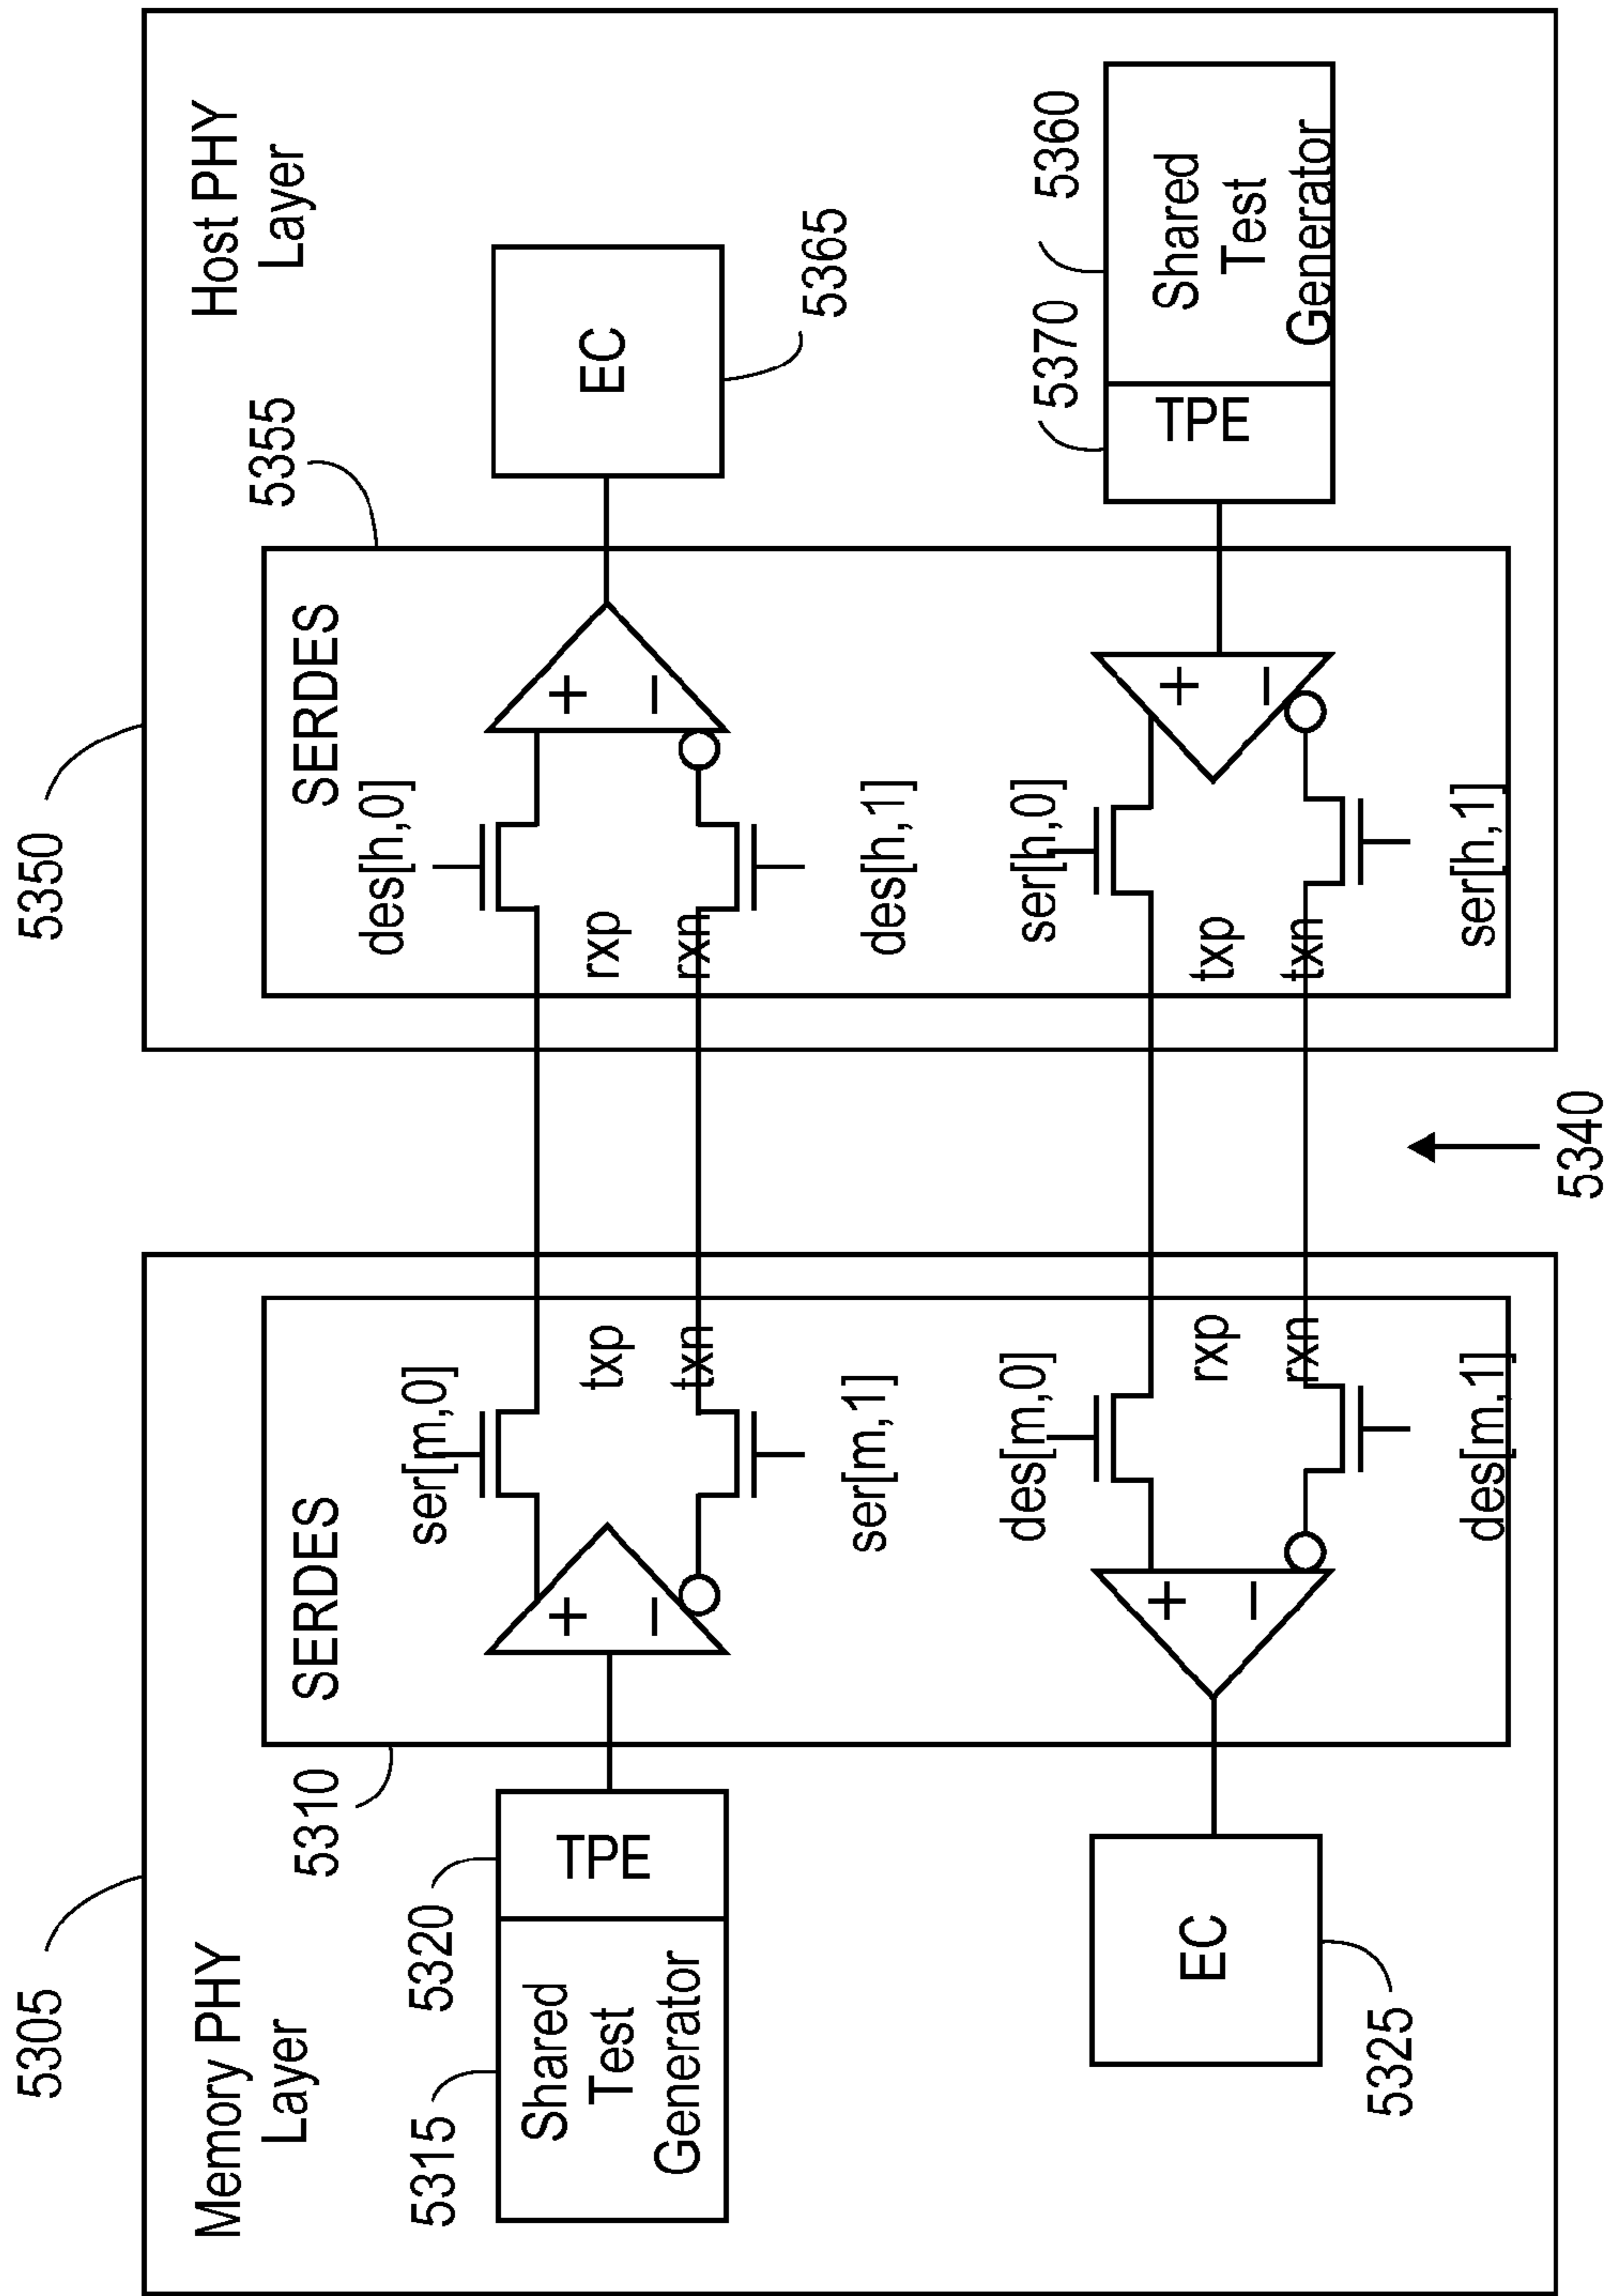 5305
5350
Memory PHY
Layer
Host PHY
Layer
5310
5355
SERDES
SERDES
5315
5320
ser[m,0]
des[h,0]
Shared
Test
Generator
TPE
+
−
txp
txn
rxp
rxn
+
−
EC
5365
ser[m,1]
des[h,1]
des[m,0]
ser[h,0]
5370
5360
EC
+
−
rxp
rxn
txp
txn
+
−
TPE
Shared
Test
Generator
5325
des[m,1]
ser[h,1]
5340